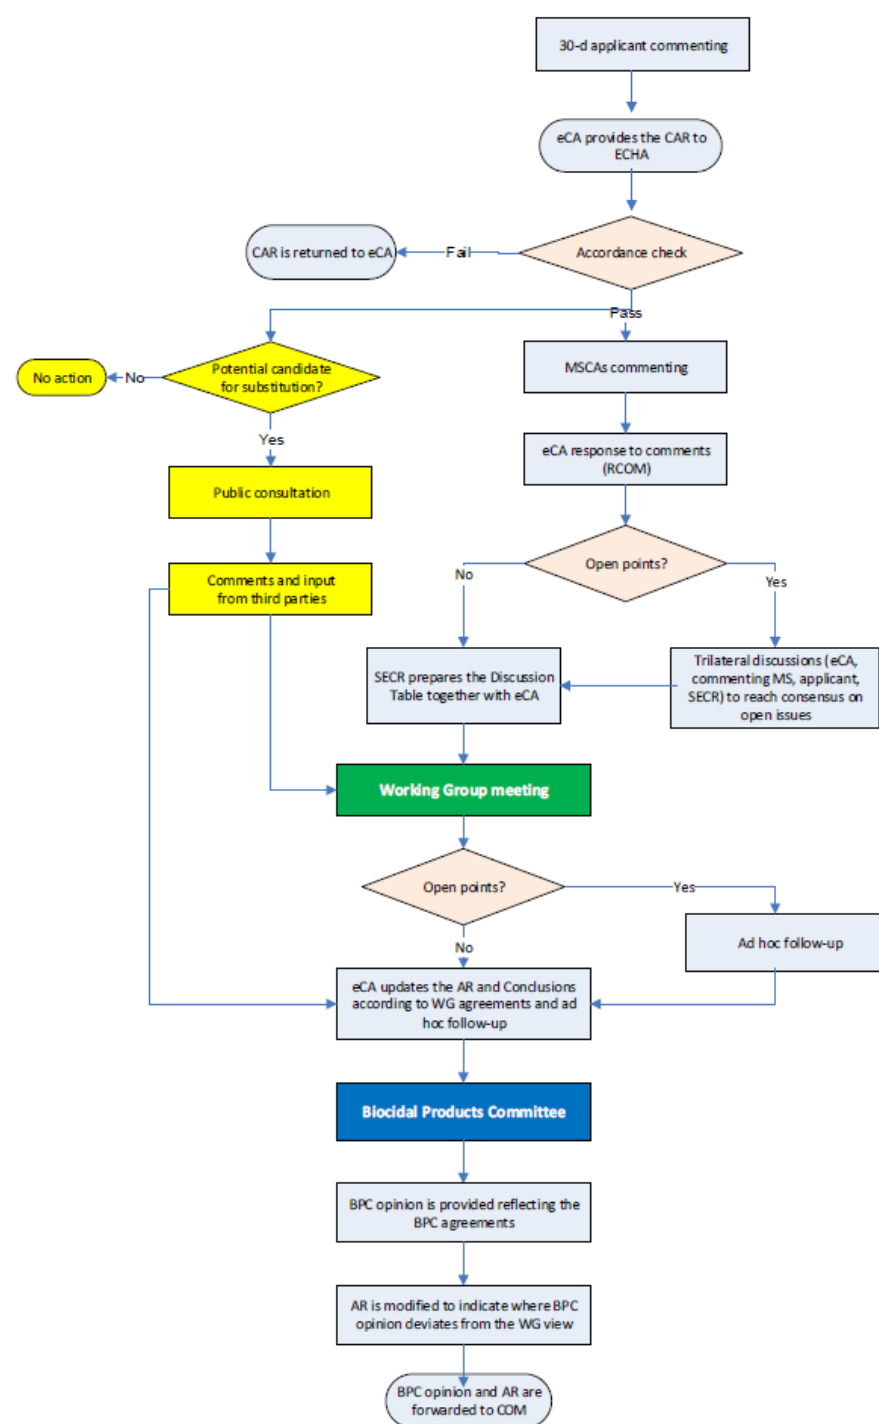 30-d applicant commenting
eCA provides the CAR to
ECHA
CAR is returned to eCA
Fail
Accordance check
Pass
No action
No
Potential candidate
for substitution?
MSCAs commenting
Yes
eCA response to comments
(RCOM)
Public consultation
Open points?
No
Yes
Comments and input
from third parties
SECR prepares the Discussion
Table together with eCA
Trilateral discussions (eCA,
commenting MS, applicant,
SECR) to reach consensus on
open issues
Working Group meeting
Open points?
Yes
No
Ad hoc follow-up
eCA updates the AR and Conclusions
according to WG agreements and ad
hoc follow-up
Biocidal Products Committee
BPC opinion is provided reflecting the
BPC agreements
AR is modified to indicate where BPC
opinion deviates from the WG view
BPC opinion and AR are
forwarded to COM